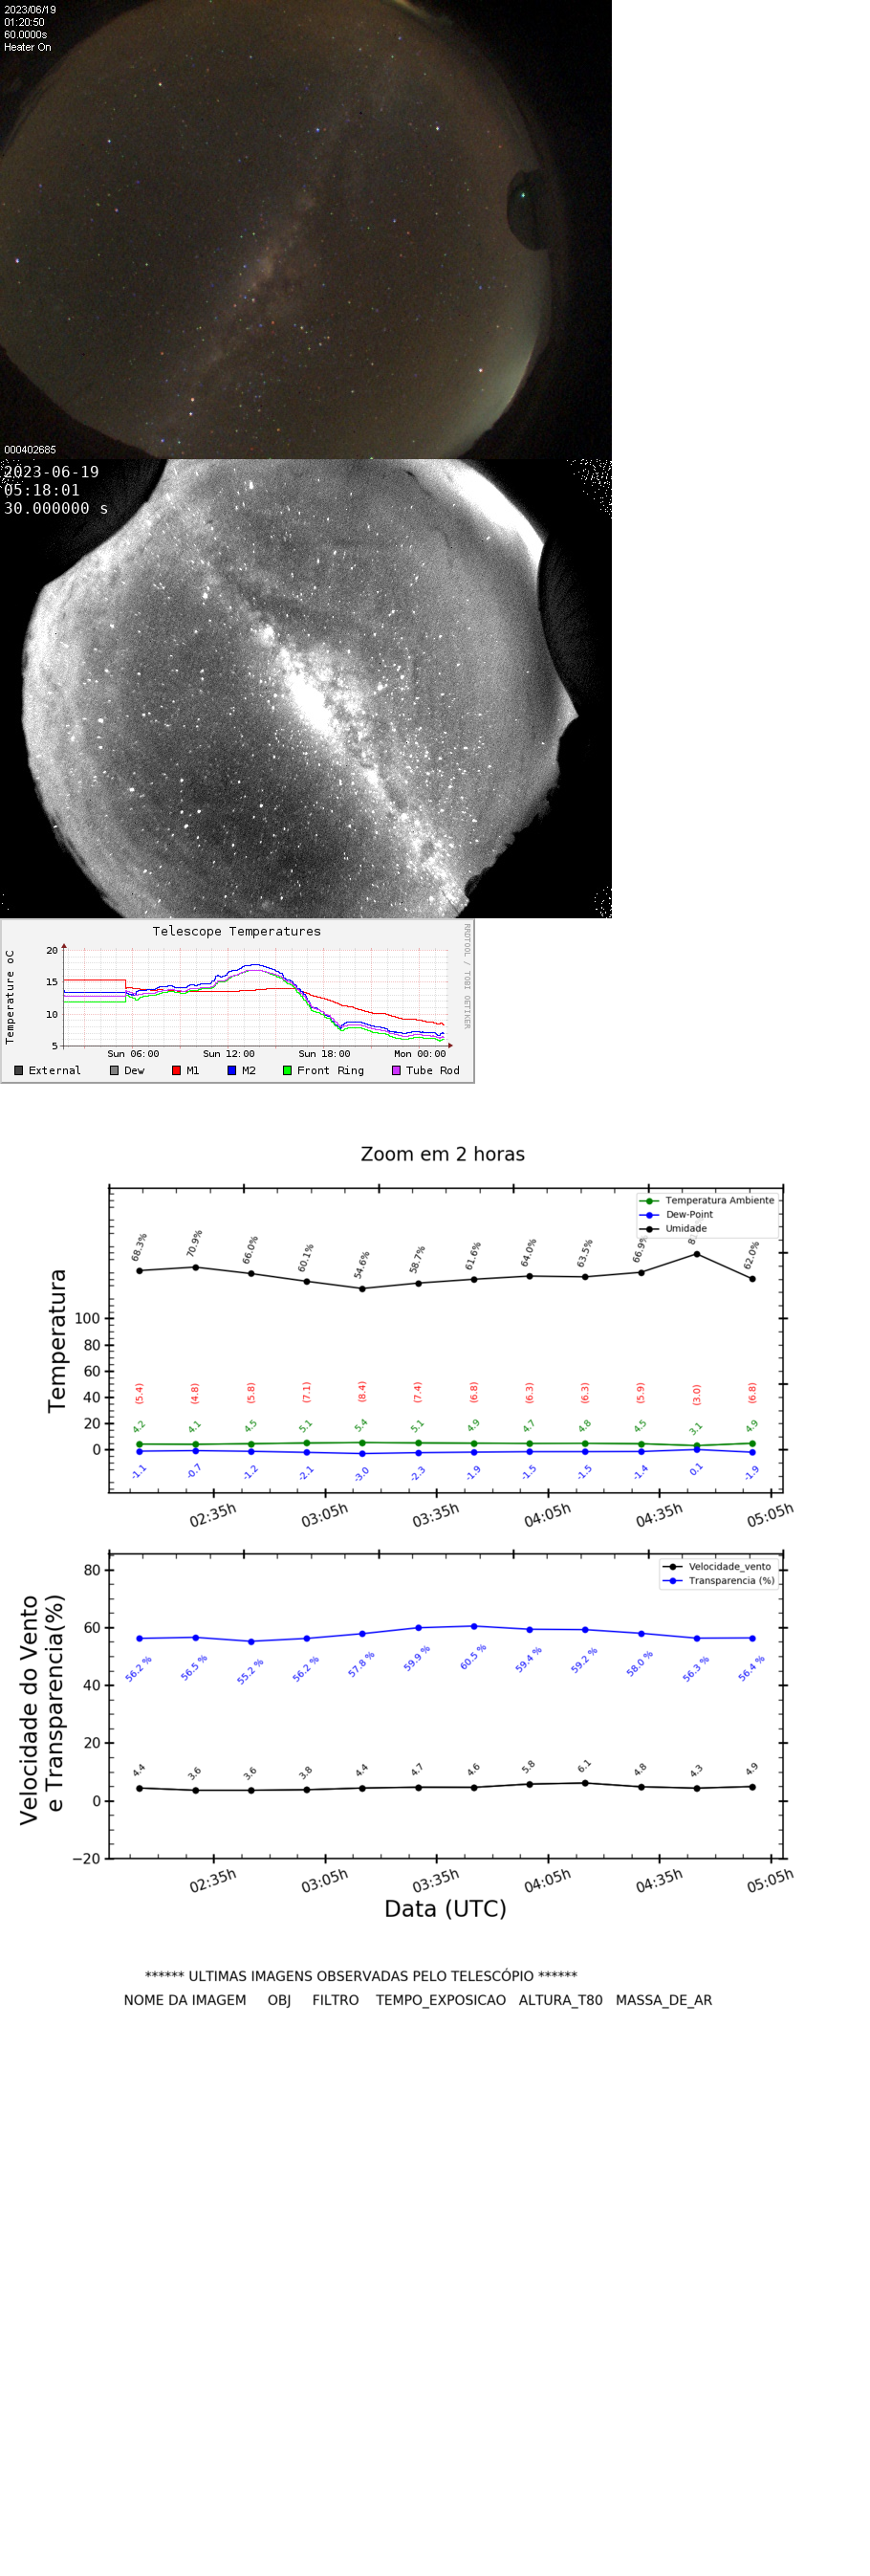 2023/06/19
01:20:50
60.0000s
Heater On
000402685
2023-06-19
05:18:01
30.000000 s
Telescope Temperatures
Temperature oC
RRDTOOL / TOBI OETIKER
20
15
10
5
Sun 06:00 Sun 12:00 Sun 18:00 Mon 00:00
External Dew M1 M2 Front Ring Tube Rod
Zoom em 2 horas
Temperatura
Temperatura Ambiente
Dew-Point
Umidade
68.3% 70.9% 66.0% 60.1% 54.6% 58.7% 61.6% 64.0% 63.5% 66.9% 62.0%
100
80
60
40
20
0
(5.4) (4.8) (5.8) (7.1) (8.4) (7.4) (6.8) (6.3) (6.3) (5.9) (3.0) (6.8)
4.2 4.1 4.5 5.1 5.4 5.1 4.9 4.7 4.8 4.5 3.1 4.9
-1.1 -0.7 -1.2 -2.1 -3.0 -2.3 -1.9 -1.5 -1.5 -1.4 0.1 -1.9
02:35h 03:05h 03:35h 04:05h 04:35h 05:05h
Velocidade do Vento
e Transparencia(%)
Velocidade_vento
Transparencia (%)
80
60
40
20
0
−20
56.2 % 56.5 % 55.2 % 56.2 % 57.8 % 59.9 % 60.5 % 59.4 % 59.2 % 58.0 % 56.3 % 56.4 %
4.4 3.6 3.6 3.8 4.4 4.7 4.6 5.8 6.1 4.8 4.3 4.9
02:35h 03:05h 03:35h 04:05h 04:35h 05:05h
Data (UTC)
****** ULTIMAS IMAGENS OBSERVADAS PELO TELESCÓPIO ******
NOME DA IMAGEM OBJ FILTRO TEMPO_EXPOSICAO ALTURA_T80 MASSA_DE_AR